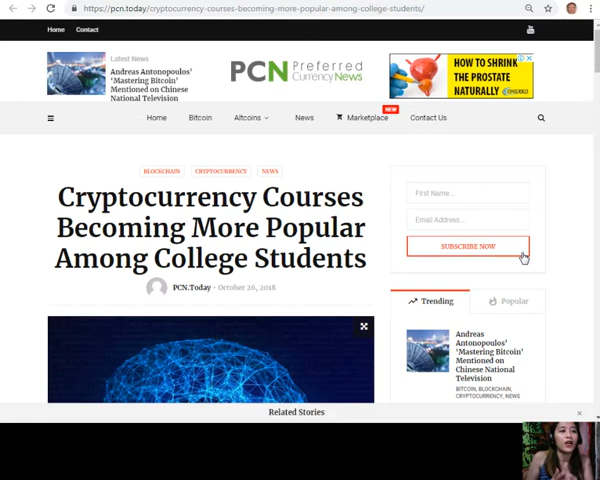 https://pcn.today/cryptocurrency-courses-becoming-more-popular-among-college-students/
Home
Contact
Latest News
Andreas Antonopoulos'
'Mastering Bitcoin'
Mentioned on Chinese
National Television
PCN Preferred
Currency News
HOW TO SHRINK
THE PROSTATE
NATURALLY
Home
Bitcoin
Altcoins
News
Marketplace
NEW
Contact Us
BLOCKCHAIN
CRYPTOCURRENCY
NEWS
Cryptocurrency Courses
Becoming More Popular
Among College Students
PCN.Today - October 26, 2018
First Name...
Email Address...
SUBSCRIBE NOW
Trending
Popular
Andreas
Antonopoulos'
'Mastering Bitcoin'
Mentioned on
Chinese National
Television
BITCOIN, BLOCKCHAIN,
CRYPTOCURRENCY, NEWS
Related Stories